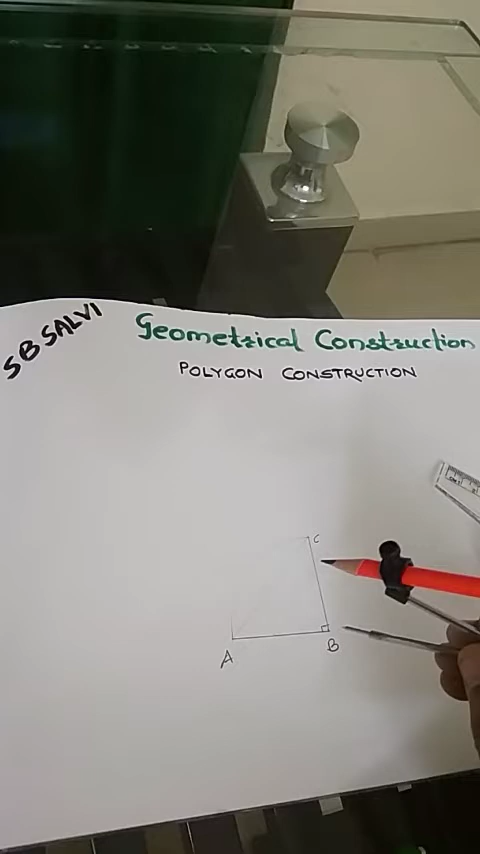 SB SALVI
Geometrical Construction
POLYGON CONSTRUCTION
C
A
B